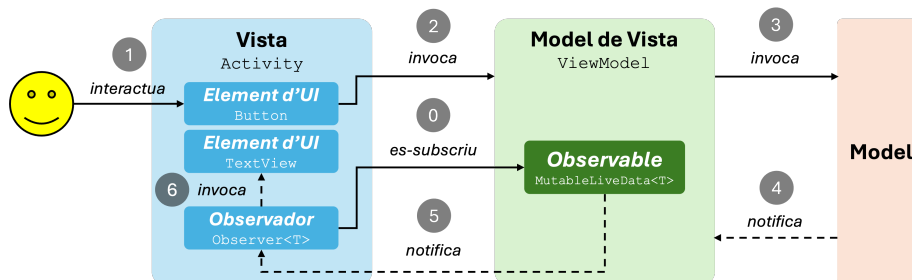 1
interactua
Vista
Activity
Element d’UI
Button
Element d’UI
TextView
6
invoca
Observador
Observer<T>
2
invoca
0
es-subscriu
5
notifica
Model de Vista
ViewModel
Observable
MutableLiveData<T>
3
invoca
4
notifica
Model